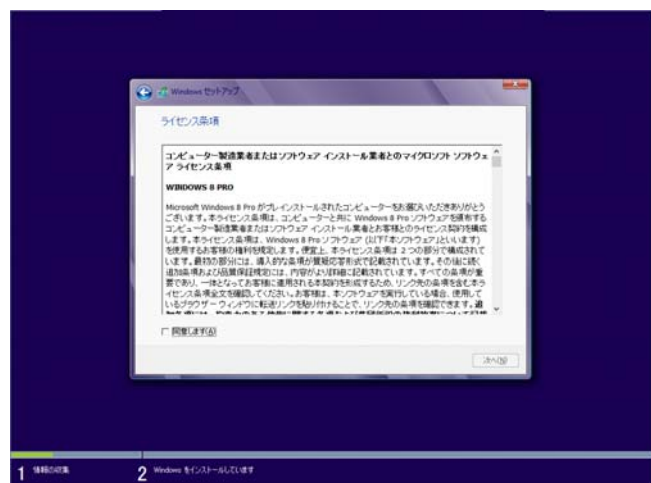 Windows セットアップ
ライセンス条項
コンピューター製造業者またはソフトウェア インストール業者とのマイクロソフト ソフトウェ
ア ライセンス条項
WINDOWS 8 PRO
Microsoft Windows 8 Pro がプレインストールされたコンピューターをお選びいただきありがとう
ございます。本ライセンス条項は、コンピューターと共に Windows 8 Pro ソフトウェアを頒布する
コンピューター製造業者またはソフトウェア インストール業者とお客様とのライセンス契約を構成
します。本ライセンス条項は、Windows 8 Pro ソフトウェア (以下「本ソフトウェア」といいます)
を使用するお客様の権利を規定します。便宜上、本ライセンス条項は 2 つの部分で構成されて
います。最初の部分には、導入的な条項が質疑応答形式で記載されています。その後に続く
追加条項および品質保証規定には、内容がより詳細に記載されています。すべての条項が重
要であり、一体となってお客様に適用される本契約を形成するため、リンク先の条項を含む本ラ
イセンス条項全文を確認してください。お客様は、本ソフトウェアを実行している場合、使用して
いるブラウザー ウィンドウに転送リンクを貼り付けることで、リンク先の条項を確認できます。追
同意します(A)
次へ(N)
1 情報の収集
2 Windows をインストールしています